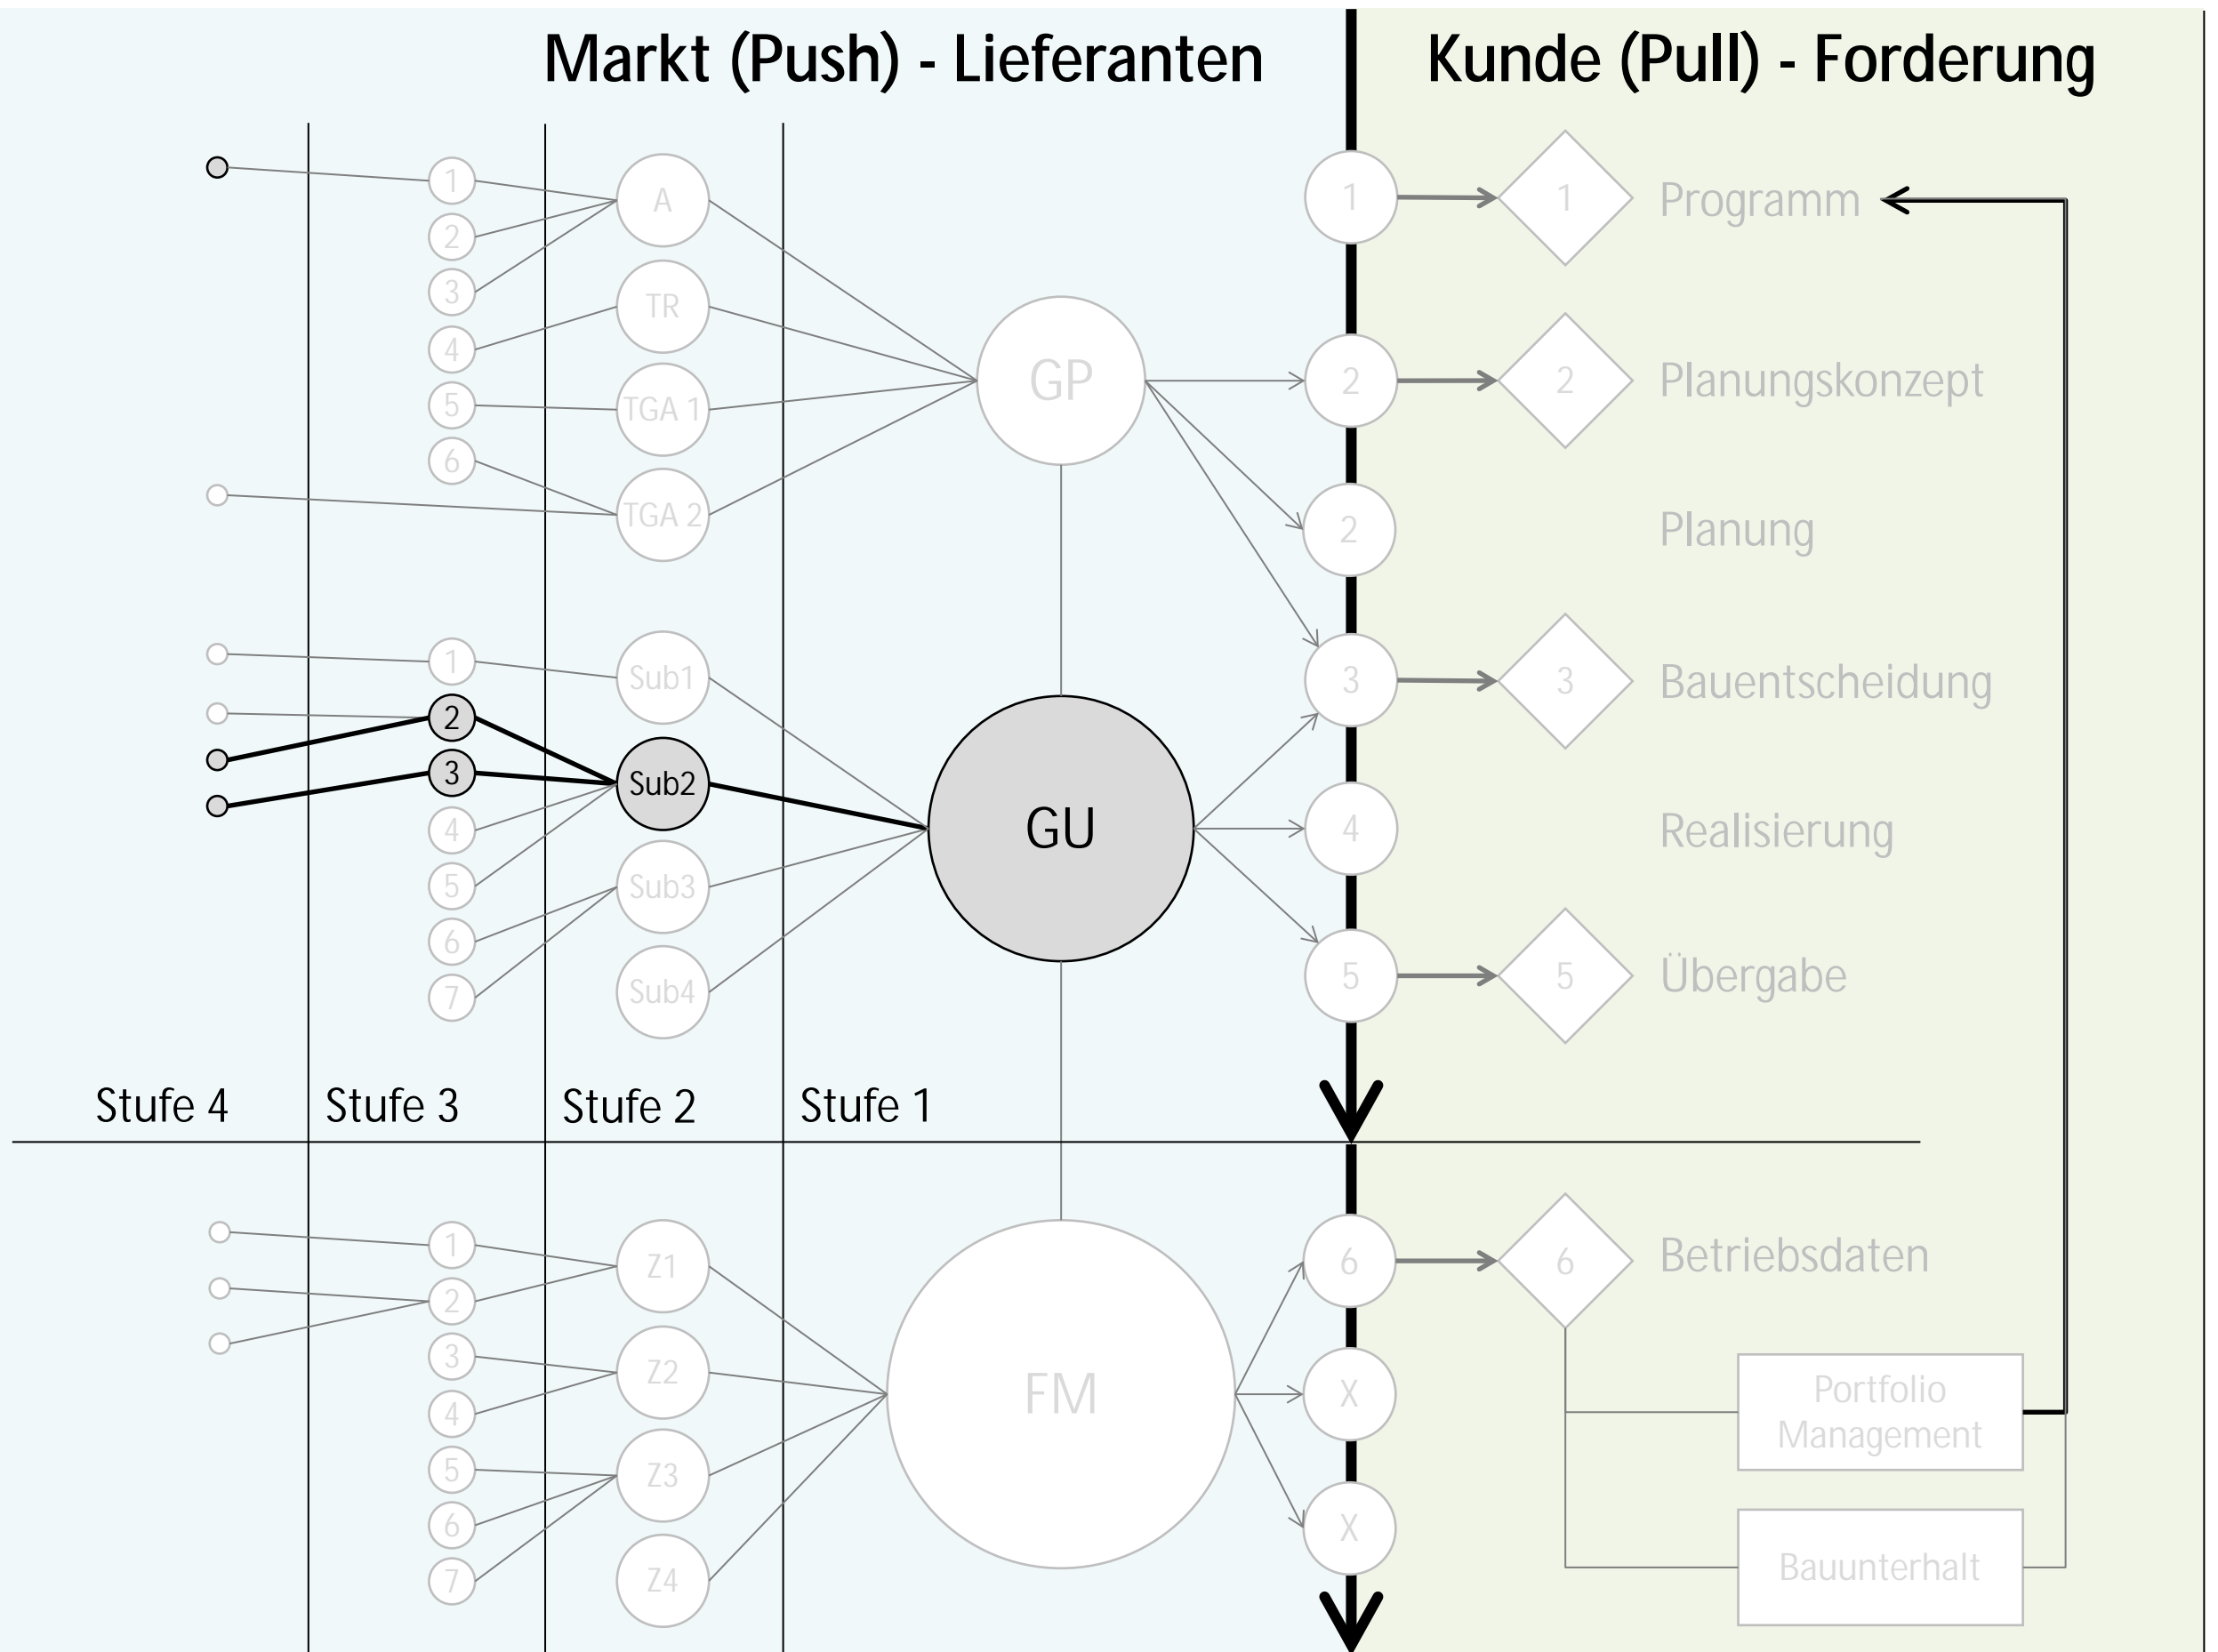 Markt (Push) - Lieferanten
Kunde (Pull) - Forderung
1
2
3
4
5
6
A
TR
TGA 1
TGA 2
GP
1
2
3
4
5
6
7
Sub1
Sub2
Sub3
Sub4
GU
1
2
2
3
4
5
1
2
3
5
Programm
Planungskonzept
Planung
Bauentscheidung
Realisierung
Übergabe
Stufe 4
Stufe 3
Stufe 2
Stufe 1
1
2
3
4
5
6
7
Z1
Z2
Z3
Z4
FM
6
X
X
6
Betriebsdaten
Portfolio
Management
Bauunterhalt